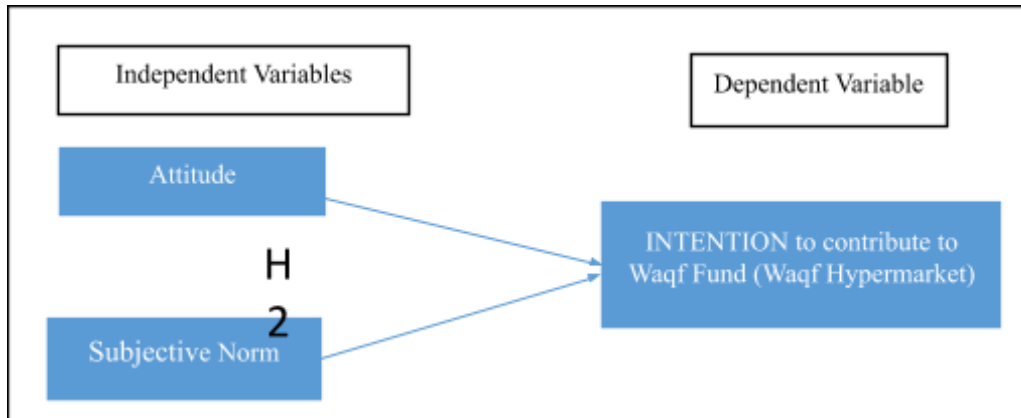 Independent Variables
Dependent Variable
Attitude
H
2
Subjective Norm
INTENTION to contribute to
Waqf Fund (Waqf Hypermarket)